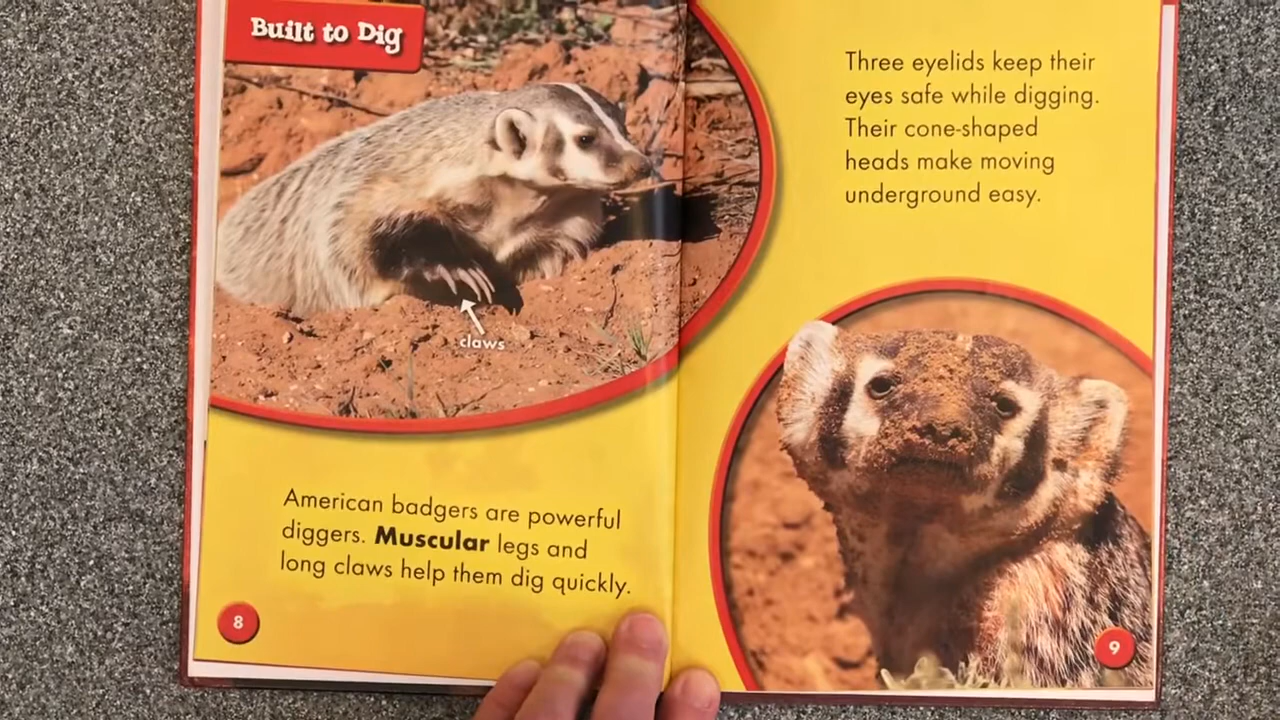 Built to Dig
claws
American badgers are powerful
diggers. Muscular legs and
long claws help them dig quickly.
8
Three eyelids keep their
eyes safe while digging.
Their cone-shaped
heads make moving
underground easy.
9